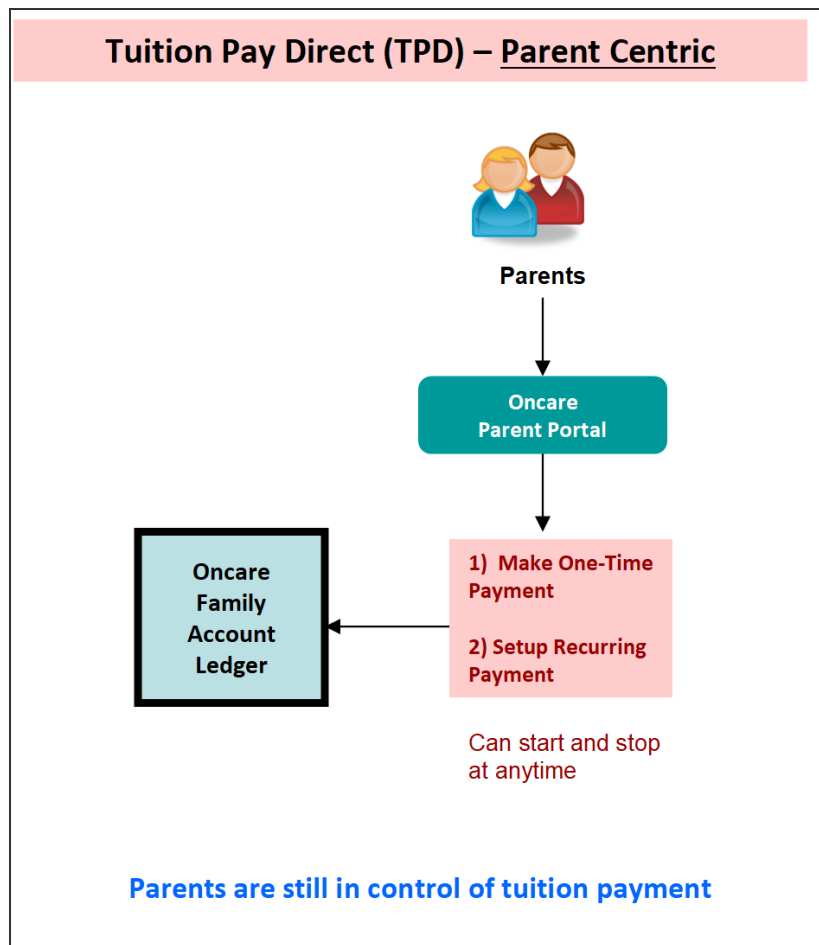 Tuition Pay Direct (TPD) – Parent Centric
Parents
Oncare
Parent Portal
1) Make One-Time
Payment
2) Setup Recurring
Payment
Oncare
Family
Account
Ledger
Can start and stop
at anytime
Parents are still in control of tuition payment